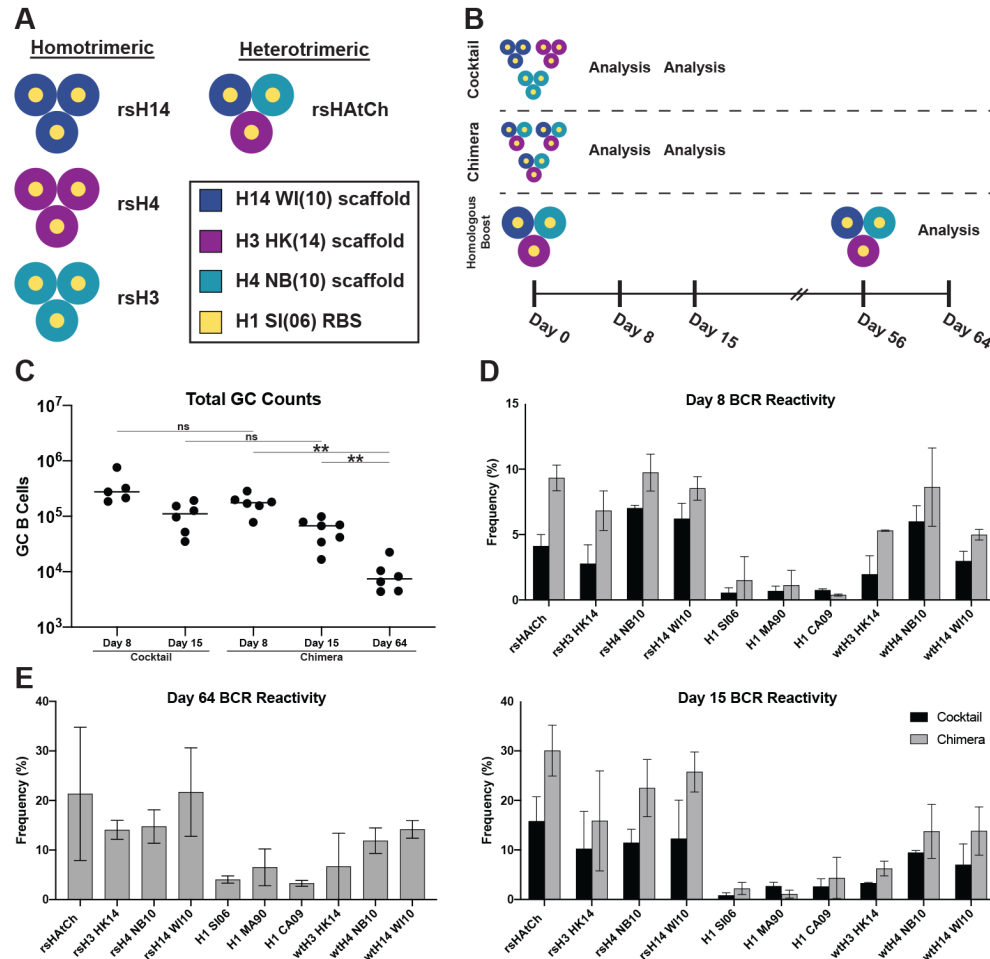 A
Homotrimeric
Heterotrimeric
rsH14
rsHAtCh
rsH4
rsH3
H14 WI(10) scaffold
H3 HK(14) scaffold
H4 NB(10) scaffold
H1 SI(06) RBS
B
Cocktail
Analysis Analysis
Chimera
Analysis Analysis
Homologous
Boost
Analysis
Day 0
Day 8
Day 15
Day 56
Day 64
C
Total GC Counts
GC B Cells
10^7
10^6
10^5
10^4
10^3
ns
ns
**
**
Day 8 Day 15 Day 8 Day 15 Day 64
Cocktail Chimera
D
Day 8 BCR Reactivity
Frequency (%)
15
10
5
0
rsHAtCh
rsH3 HK14
rsH4 NB10
rsH14 WI10
H1 SI06
H1 MA90
H1 CA09
wtH3 HK14
wtH4 NB10
wtH14 WI10
E
Day 64 BCR Reactivity
Frequency (%)
40
30
20
10
0
rsHAtCh
rsH3 HK14
rsH4 NB10
rsH14 WI10
H1 SI06
H1 MA90
H1 CA09
wtH3 HK14
wtH4 NB10
wtH14 WI10
Day 15 BCR Reactivity
Frequency (%)
40
30
20
10
0
Cocktail
Chimera
rsHAtCh
rsH3 HK14
rsH4 NB10
rsH14 WI10
H1 SI06
H1 MA90
H1 CA09
wtH3 HK14
wtH4 NB10
wtH14 WI10